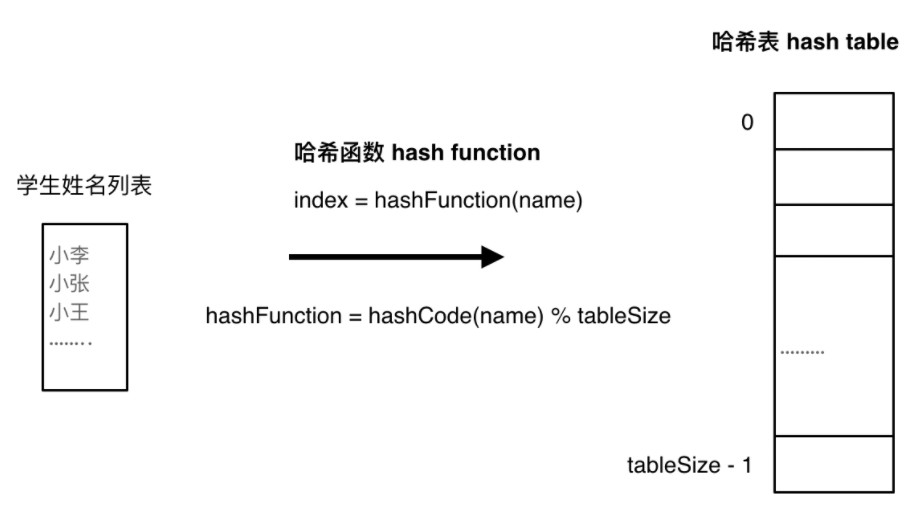 哈希表 hash table
0
哈希函数 hash function
学生姓名列表
index = hashFunction(name)
小李
小张
小王
........
hashFunction = hashCode(name) % tableSize
.........
tableSize - 1